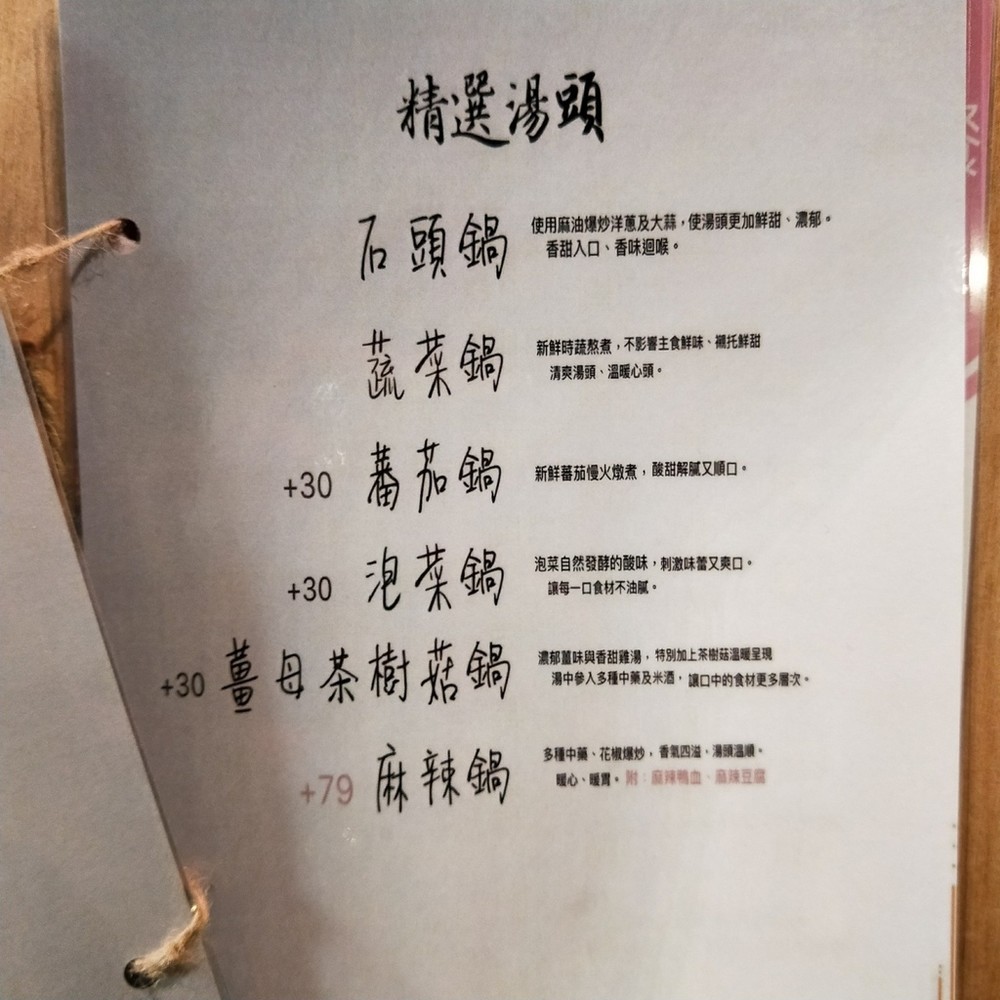 精選湯頭
石頭鍋
使用麻油爆炒洋蔥及大蒜，使湯頭更加鮮甜、濃郁。
香甜入口、香味迴喉。
蔬菜鍋
新鮮時蔬熬煮，不影響主食鮮味、襯托鮮甜
清爽湯頭、溫暖心頭。
+30 蕃茄鍋
新鮮蕃茄慢火燉煮，酸甜解膩又順口。
+30 泡菜鍋
泡菜自然發酵的酸味，刺激味蕾又爽口。
讓每一口食材不油膩。
+30 薑母茶樹菇鍋
濃郁薑味與香甜雞湯，特別加上茶樹菇溫暖呈現
湯中參入多種中藥及米酒，讓口中的食材更多層次。
+79 麻辣鍋
多種中藥、花椒爆炒，香氣四溢。湯頭溫順。
暖心、暖胃。附：麻辣鴨血、麻辣豆腐